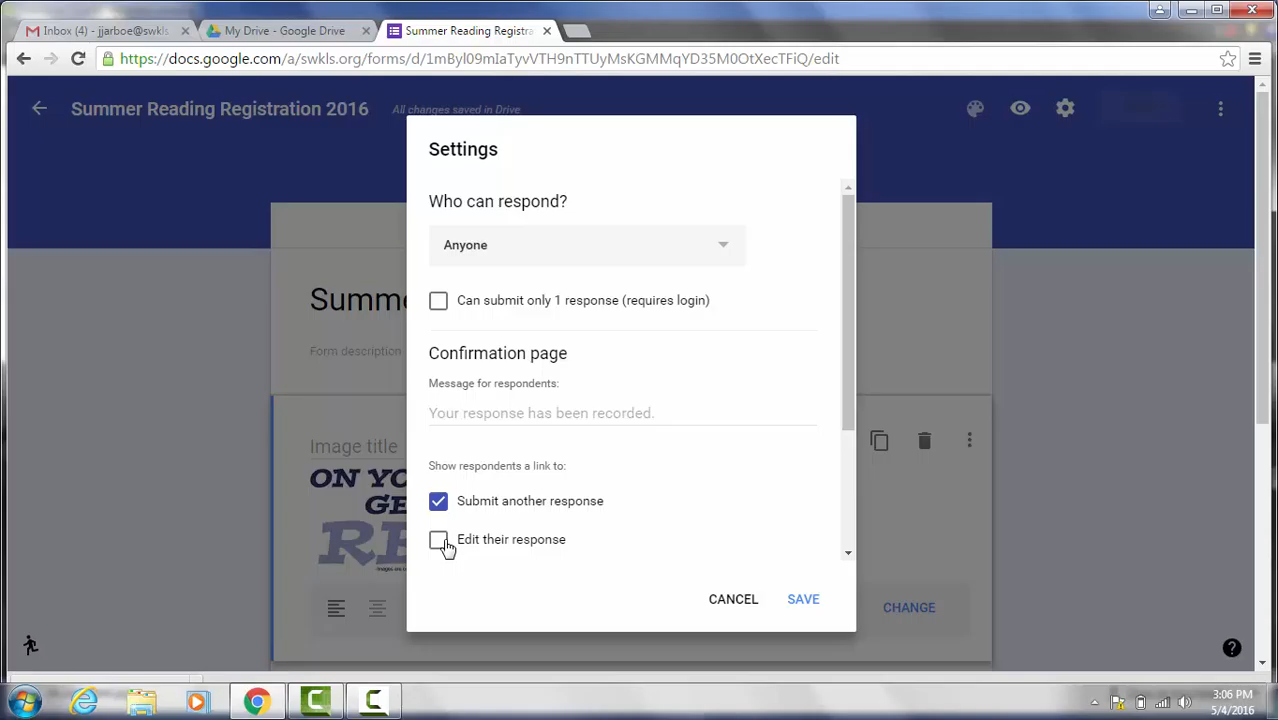 Inbox (4) - jjarboe@swkls
My Drive - Google Drive
Summer Reading Registra
https://docs.google.com/a/swkls.org/forms/d/1mByl09mIaTyvVTH9nTTUyMsKGMMqYD35M0OtXecTFiQ/edit
Summer Reading Registration 2016
All changes saved in Drive
Settings
Who can respond?
Anyone
Can submit only 1 response (requires login)
Summe
Form description
Confirmation page
Message for respondents:
Your response has been recorded.
Image title
ON YO
GE
RE
Show respondents a link to:
Submit another response
Edit their response
CANCEL
SAVE
CHANGE
3:06 PM
5/4/2016